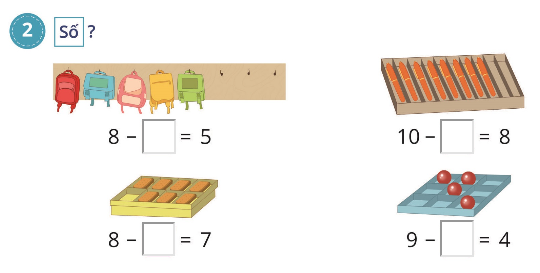 2 Số ?
8 − = 5
10 − = 8
8 − = 7
9 − = 4